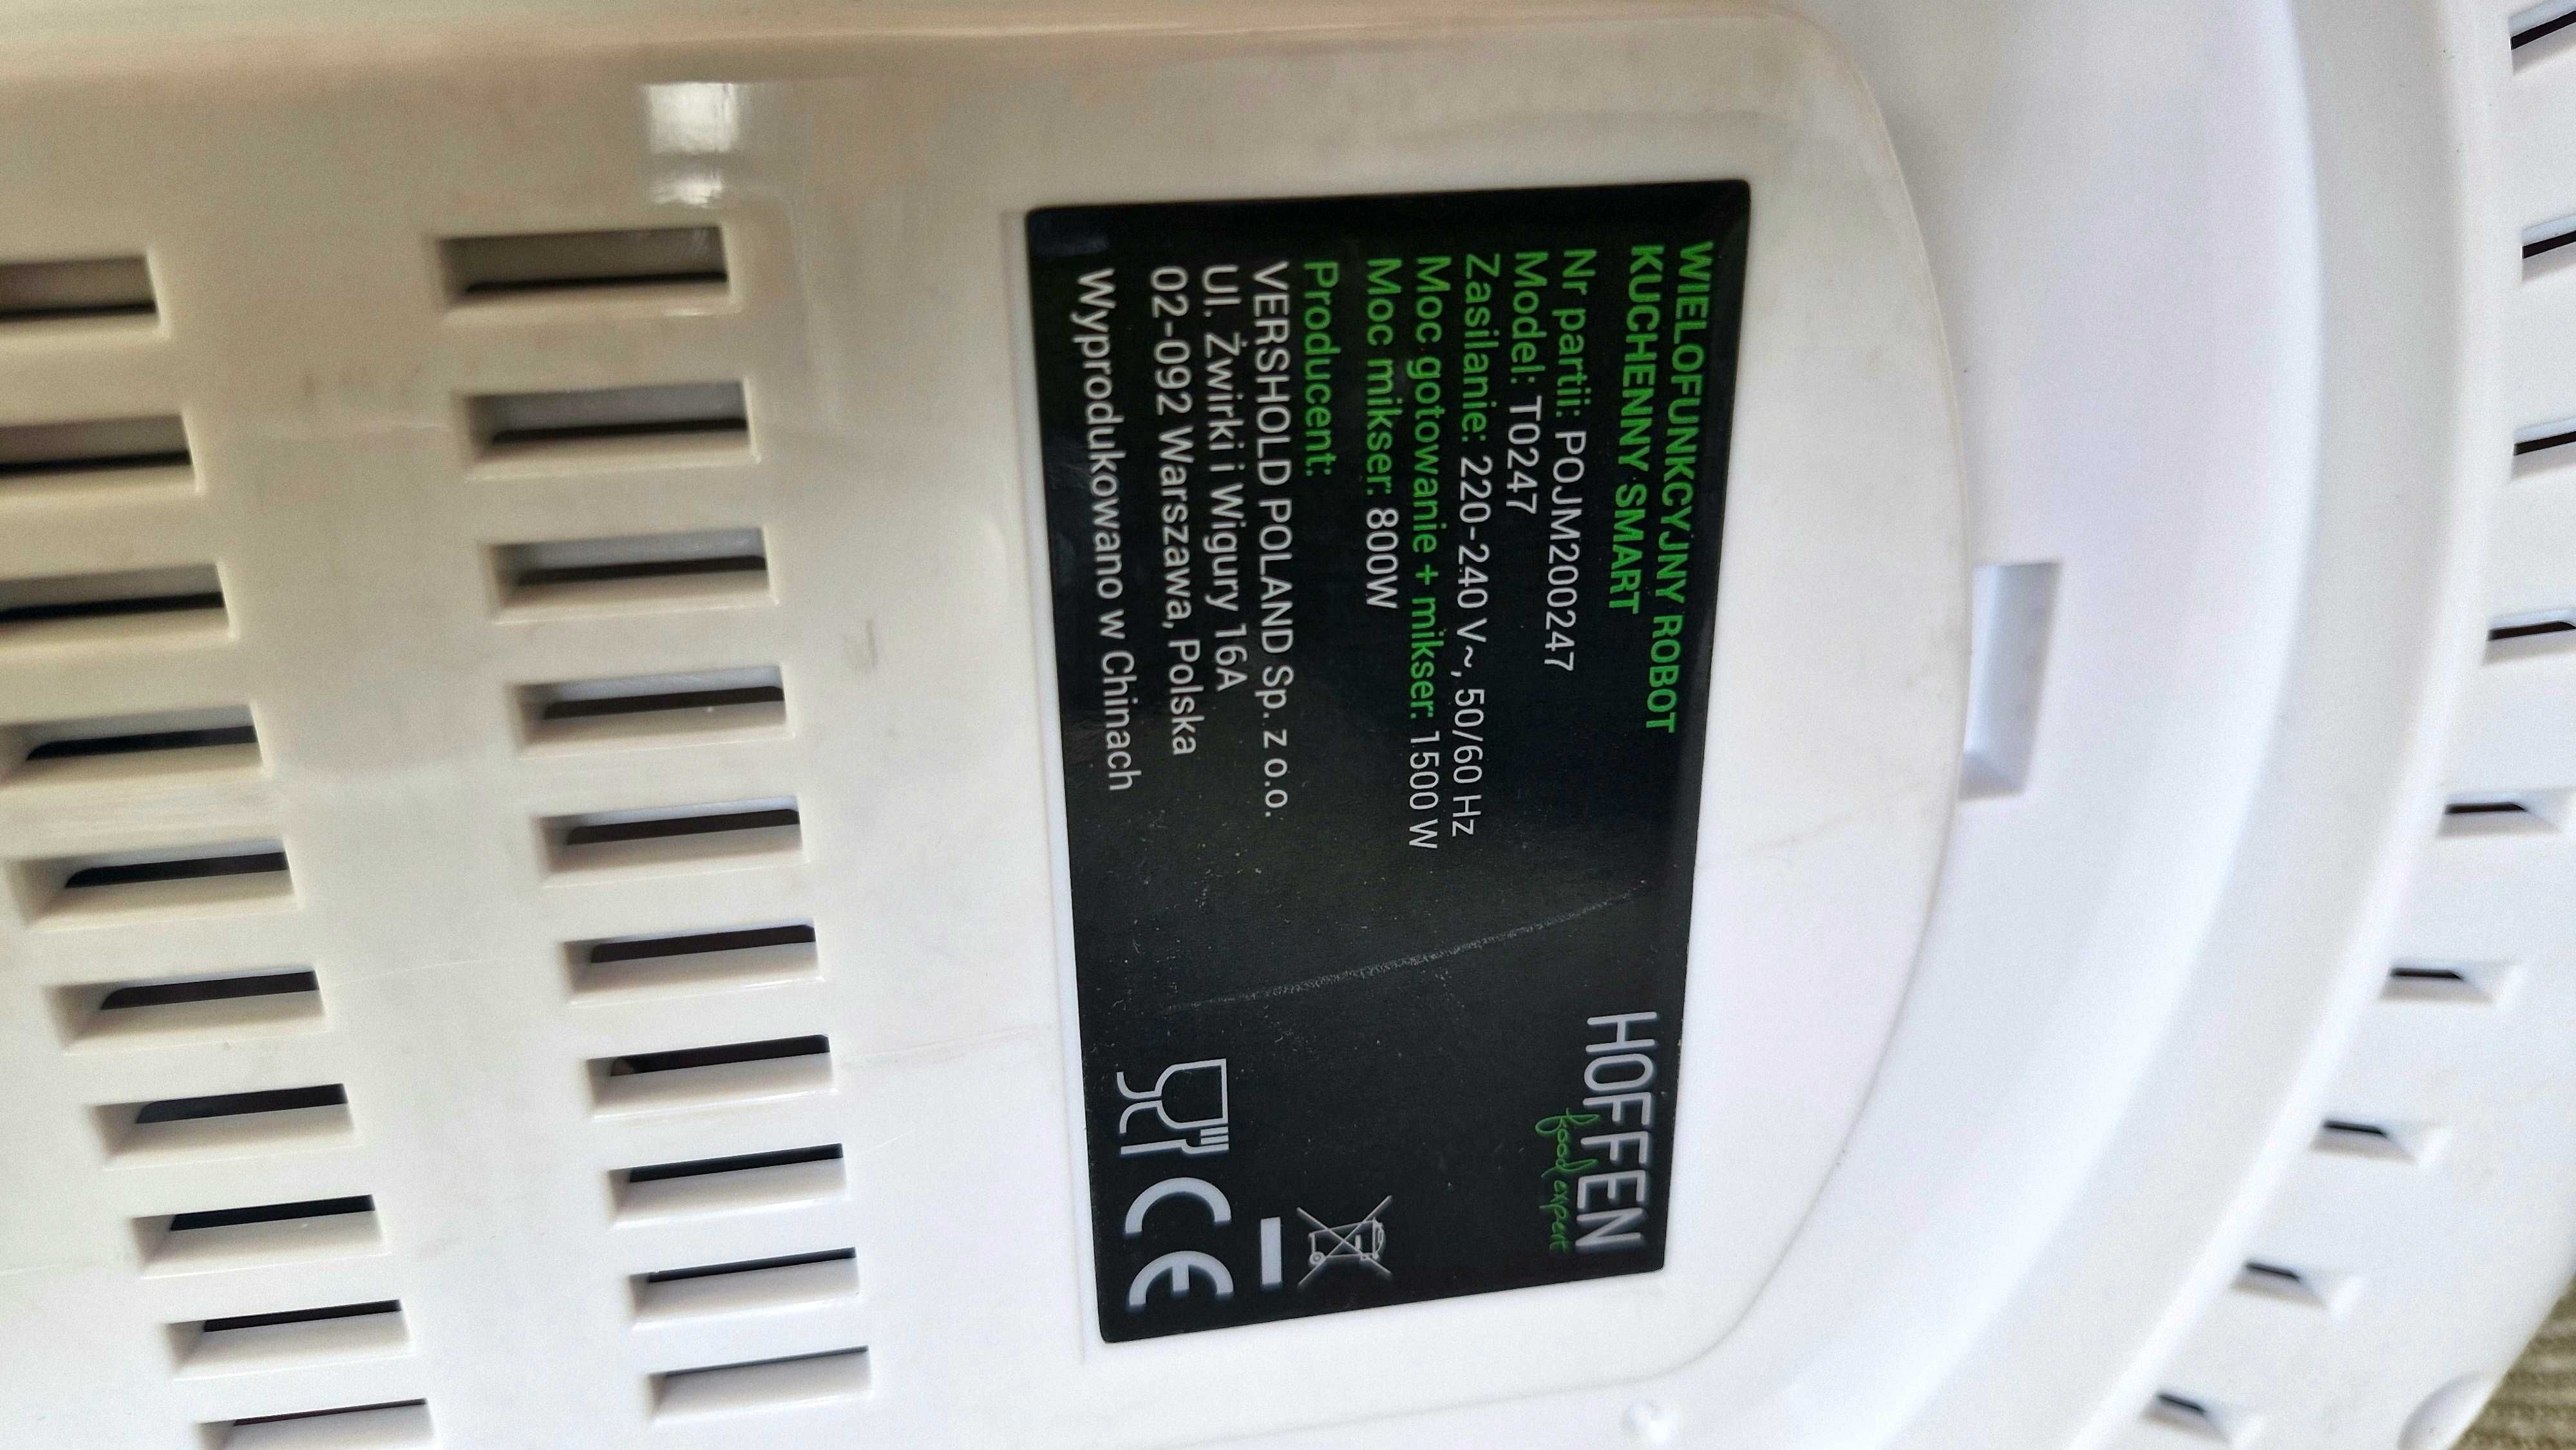 WIELOFUNKCYJNY ROBOT
KUCHENNY SMART
Nr partii: POJM200247
Model: T0247
Zasilanie: 220-240 V~, 50/60 Hz
Moc gotowanie + mikser: 1500 W
Moc mikser: 800W
Producent:
VERSHOLD POLAND Sp. z o.o.
Ul. Żwirki i Wigury 16A
02-092 Warszawa, Polska
Wyprodukowano w Chinach
HOFFEN
food expert
CE